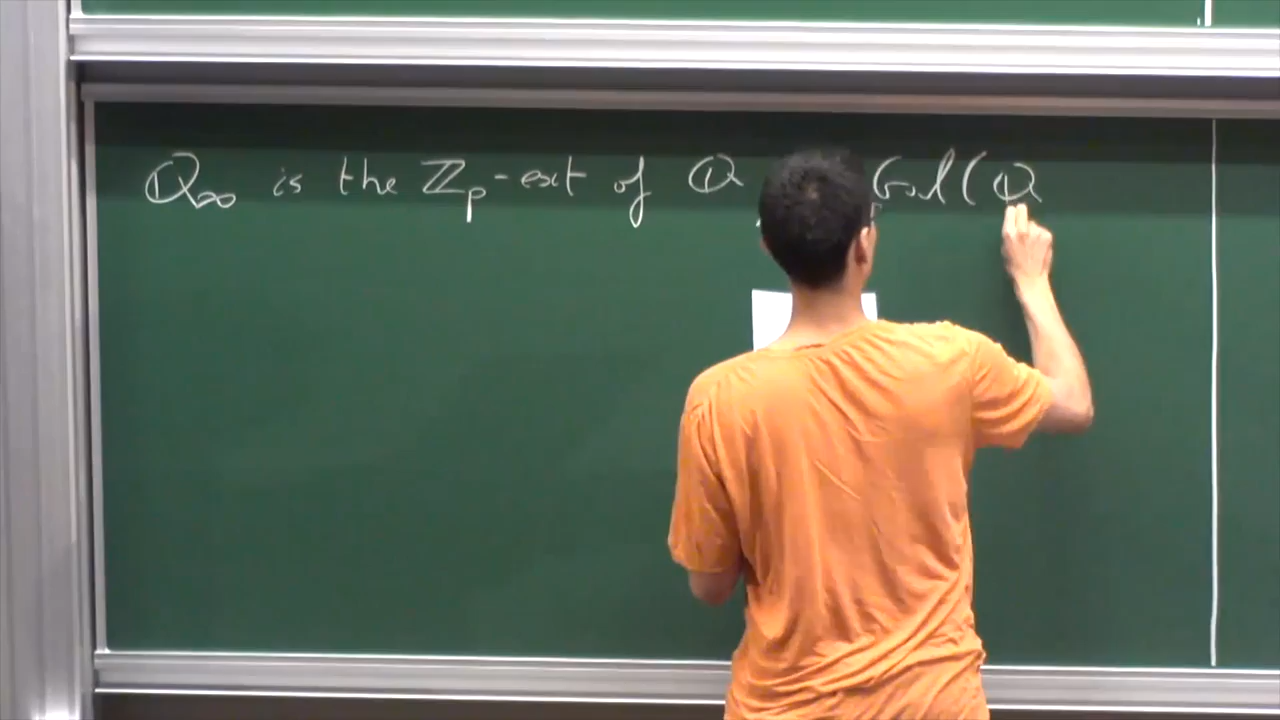 ℚ∞ is the ℤp-ext of ℚ Gal(ℚ